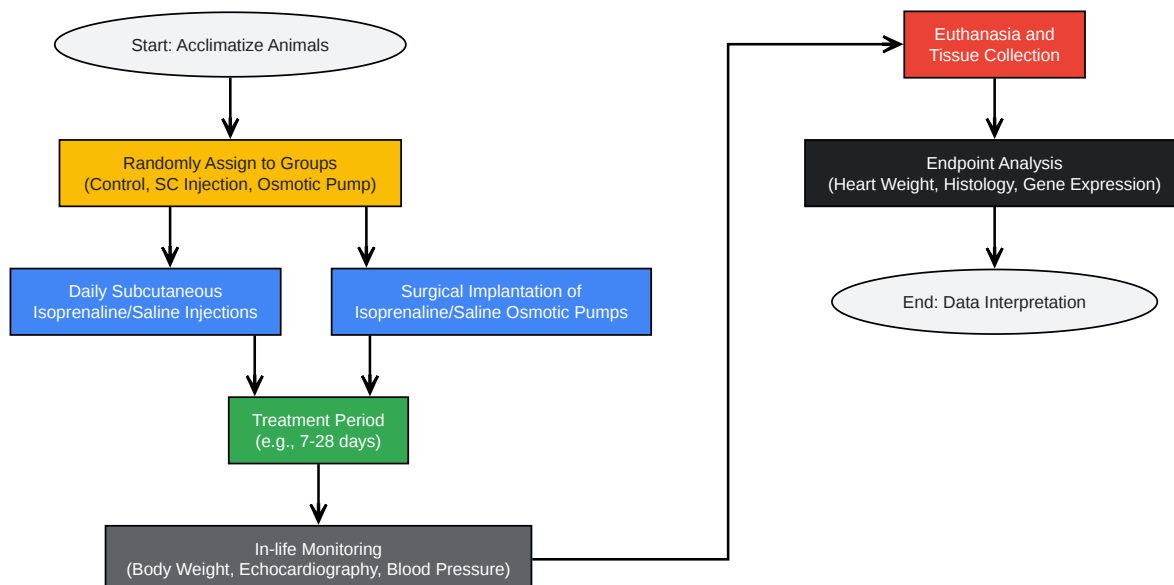 Start: Acclimatize Animals
Randomly Assign to Groups
(Control, SC Injection, Osmotic Pump)
Daily Subcutaneous
Isoprenaline/Saline Injections
Surgical Implantation of
Isoprenaline/Saline Osmotic Pumps
Treatment Period
(e.g., 7-28 days)
In-life Monitoring
(Body Weight, Echocardiography, Blood Pressure)
Euthanasia and
Tissue Collection
Endpoint Analysis
(Heart Weight, Histology, Gene Expression)
End: Data Interpretation